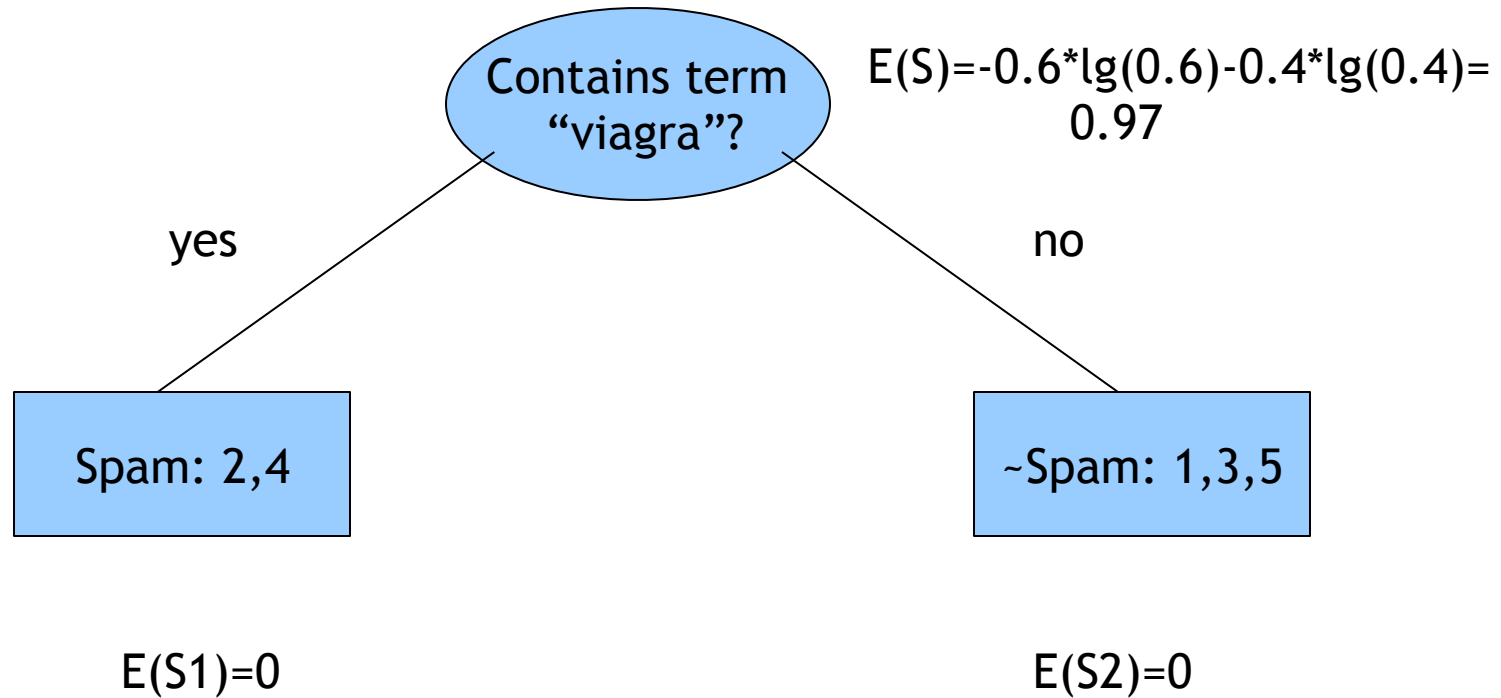 Contains term
“viagra”?
E(S)=-0.6*lg(0.6)-0.4*lg(0.4)=
0.97
yes
no
Spam: 2,4
~Spam: 1,3,5
E(S1)=0
E(S2)=0